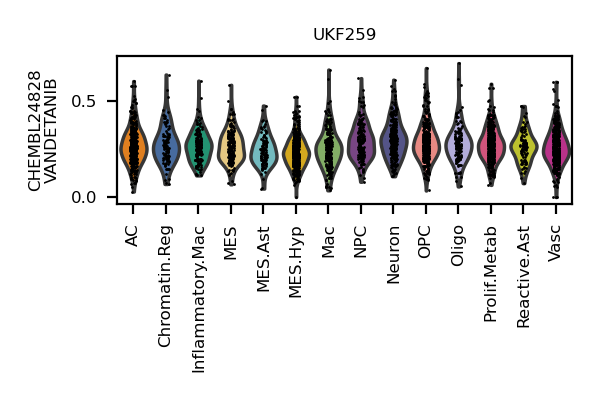 UKF259
CHEMBL24828
VANDETANIB
0.5
0.0
AC
Chromatin.Reg
Inflammatory.Mac
MES
MES.Ast
MES.Hyp
Mac
NPC
Neuron
OPC
Oligo
Prolif.Metab
Reactive.Ast
Vasc